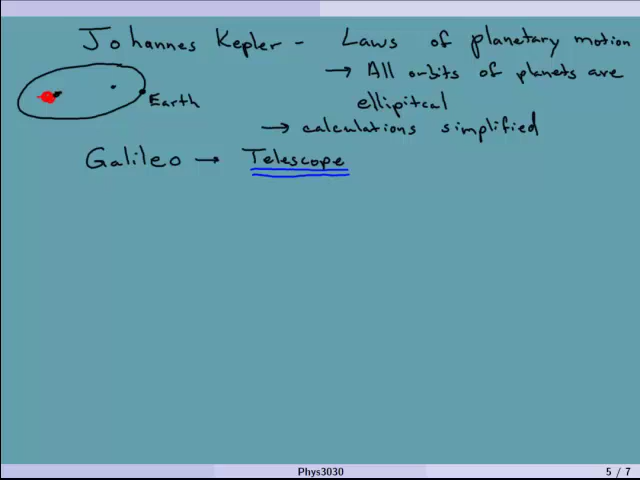 Johannes Kepler - Laws of planetary motion
→ All orbits of planets are
ellipitcal
Earth
→ calculations simplified
Galileo → Telescope
Phys3030
5 / 7